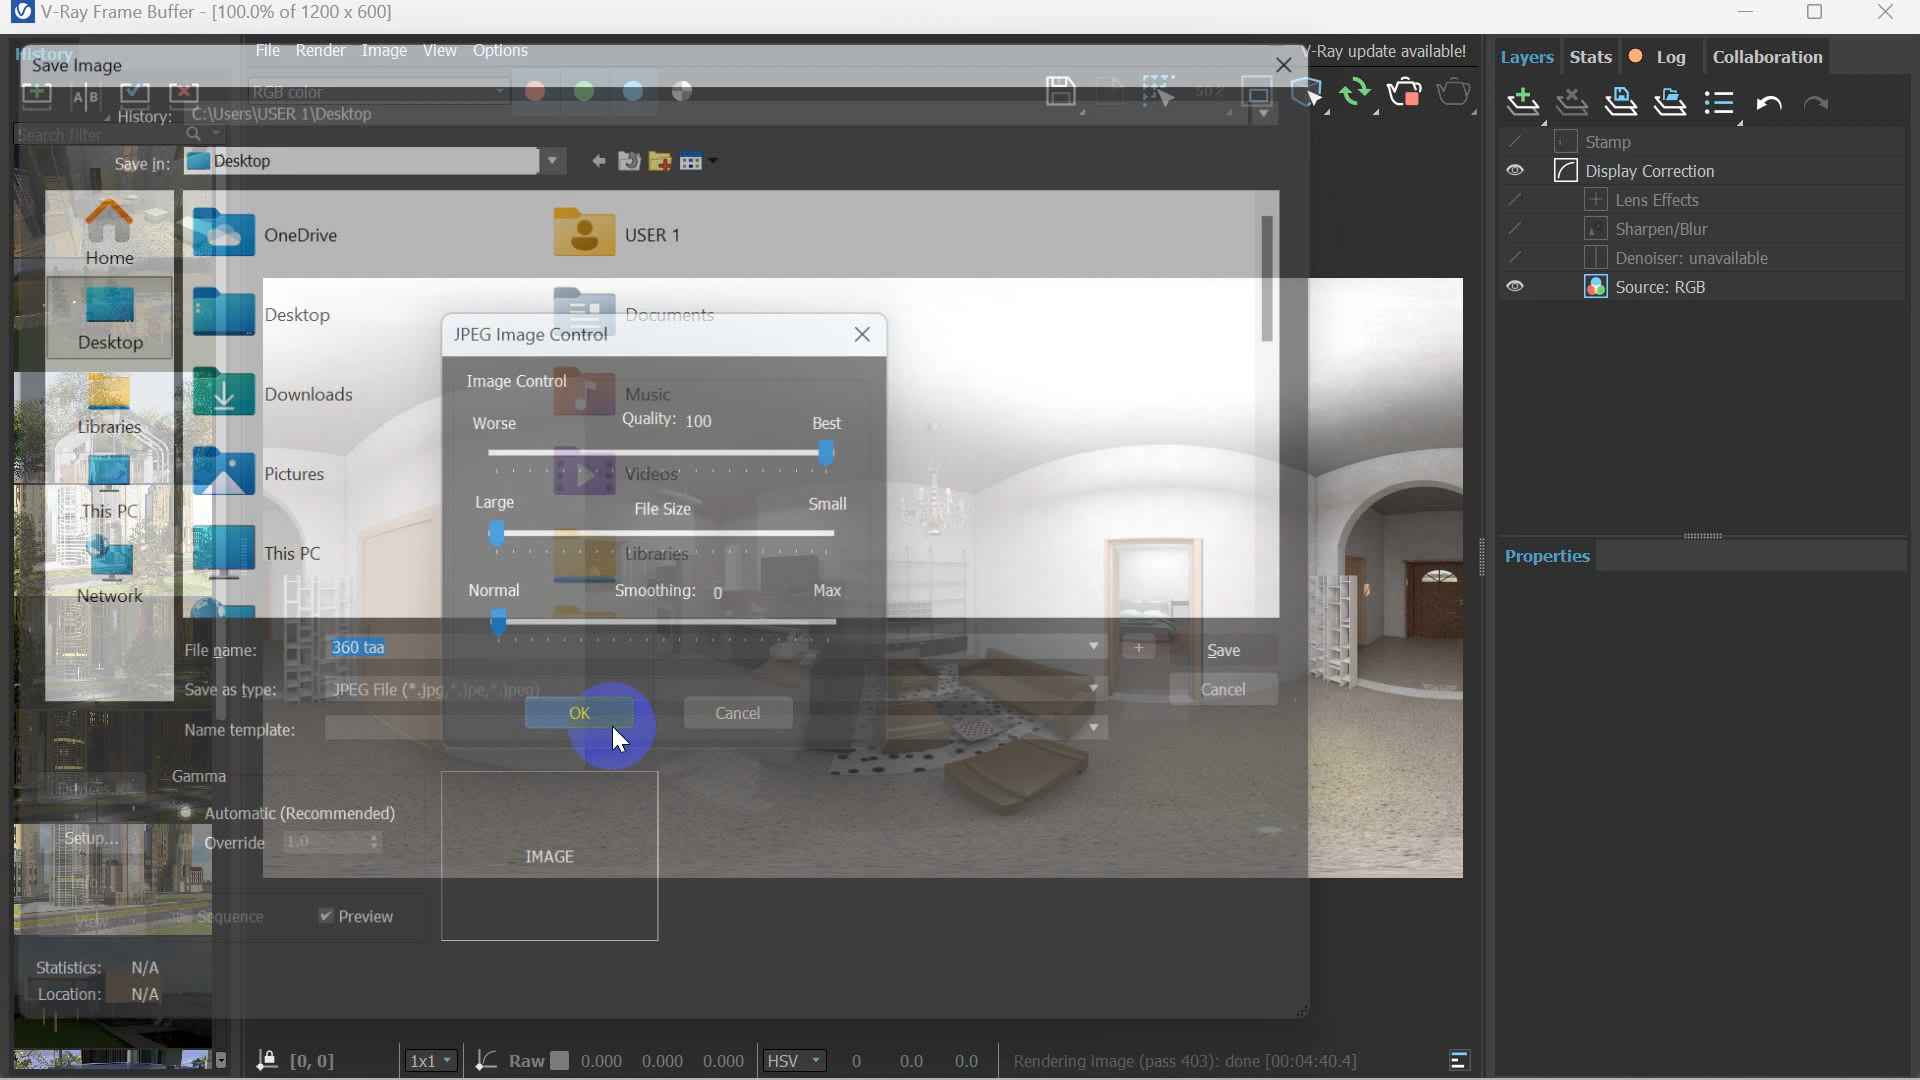 V-Ray Frame Buffer - [100.0% of 1200 x 600]
File Render Image View Options
V-Ray update available!
History
Save Image
RGB color
History: C:\Users\USER 1\Desktop
Search filter
Save in: Desktop
Home
Desktop
Libraries
This PC
Network
OneDrive
USER 1
Desktop
Documents
Downloads
Music
Pictures
Videos
This PC
Libraries
JPEG Image Control
Image Control
Worse Quality: 100 Best
Large File Size Small
Normal Smoothing: 0 Max
OK Cancel
File name: 360 taa
Save
Save as type: JPEG File (*.jpg,*.jpe,*.jpeg)
Cancel
Name template:
Gamma
Devices...
Automatic (Recommended)
Setup...
Override 1.0
Info...
View
Sequence
Preview
IMAGE
Statistics: N/A
Location: N/A
[0, 0] 1x1 Raw 0.000 0.000 0.000 HSV 0 0.0 0.0 Rendering image (pass 403): done [00:04:40.4]
Layers Stats Log Collaboration
Stamp
Display Correction
Lens Effects
Sharpen/Blur
Denoiser: unavailable
Source: RGB
Properties